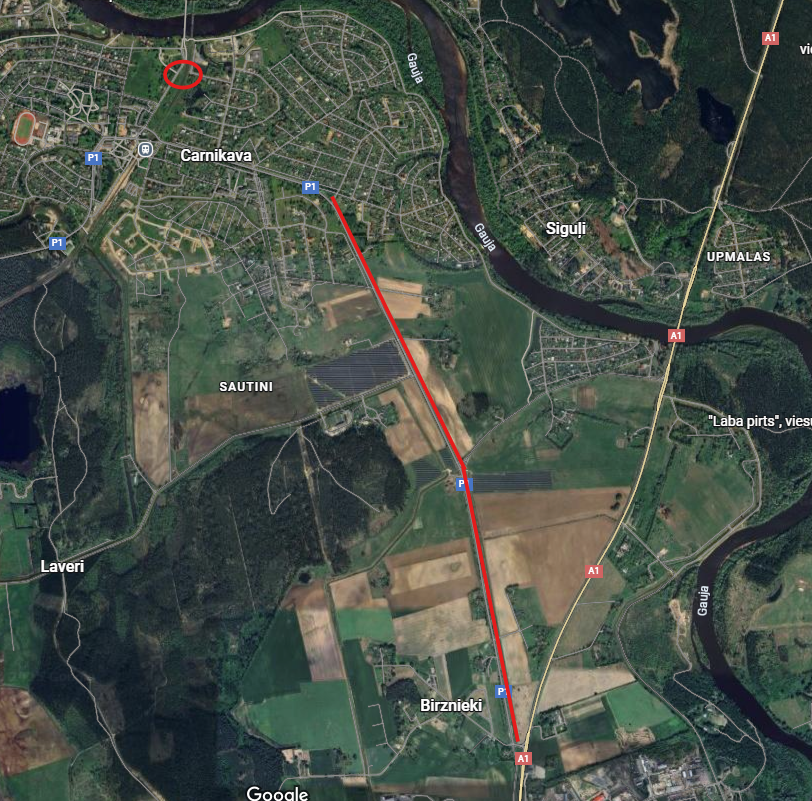 A1
vi
Gauja
P1
Carnikava
P1
Gauja
Siguļi
P1
UPMALAS
A1
SAUTINI
"Laba pirts", viesu
P
Laveri
A1
Gauja
P1
Birznieki
A1
Google